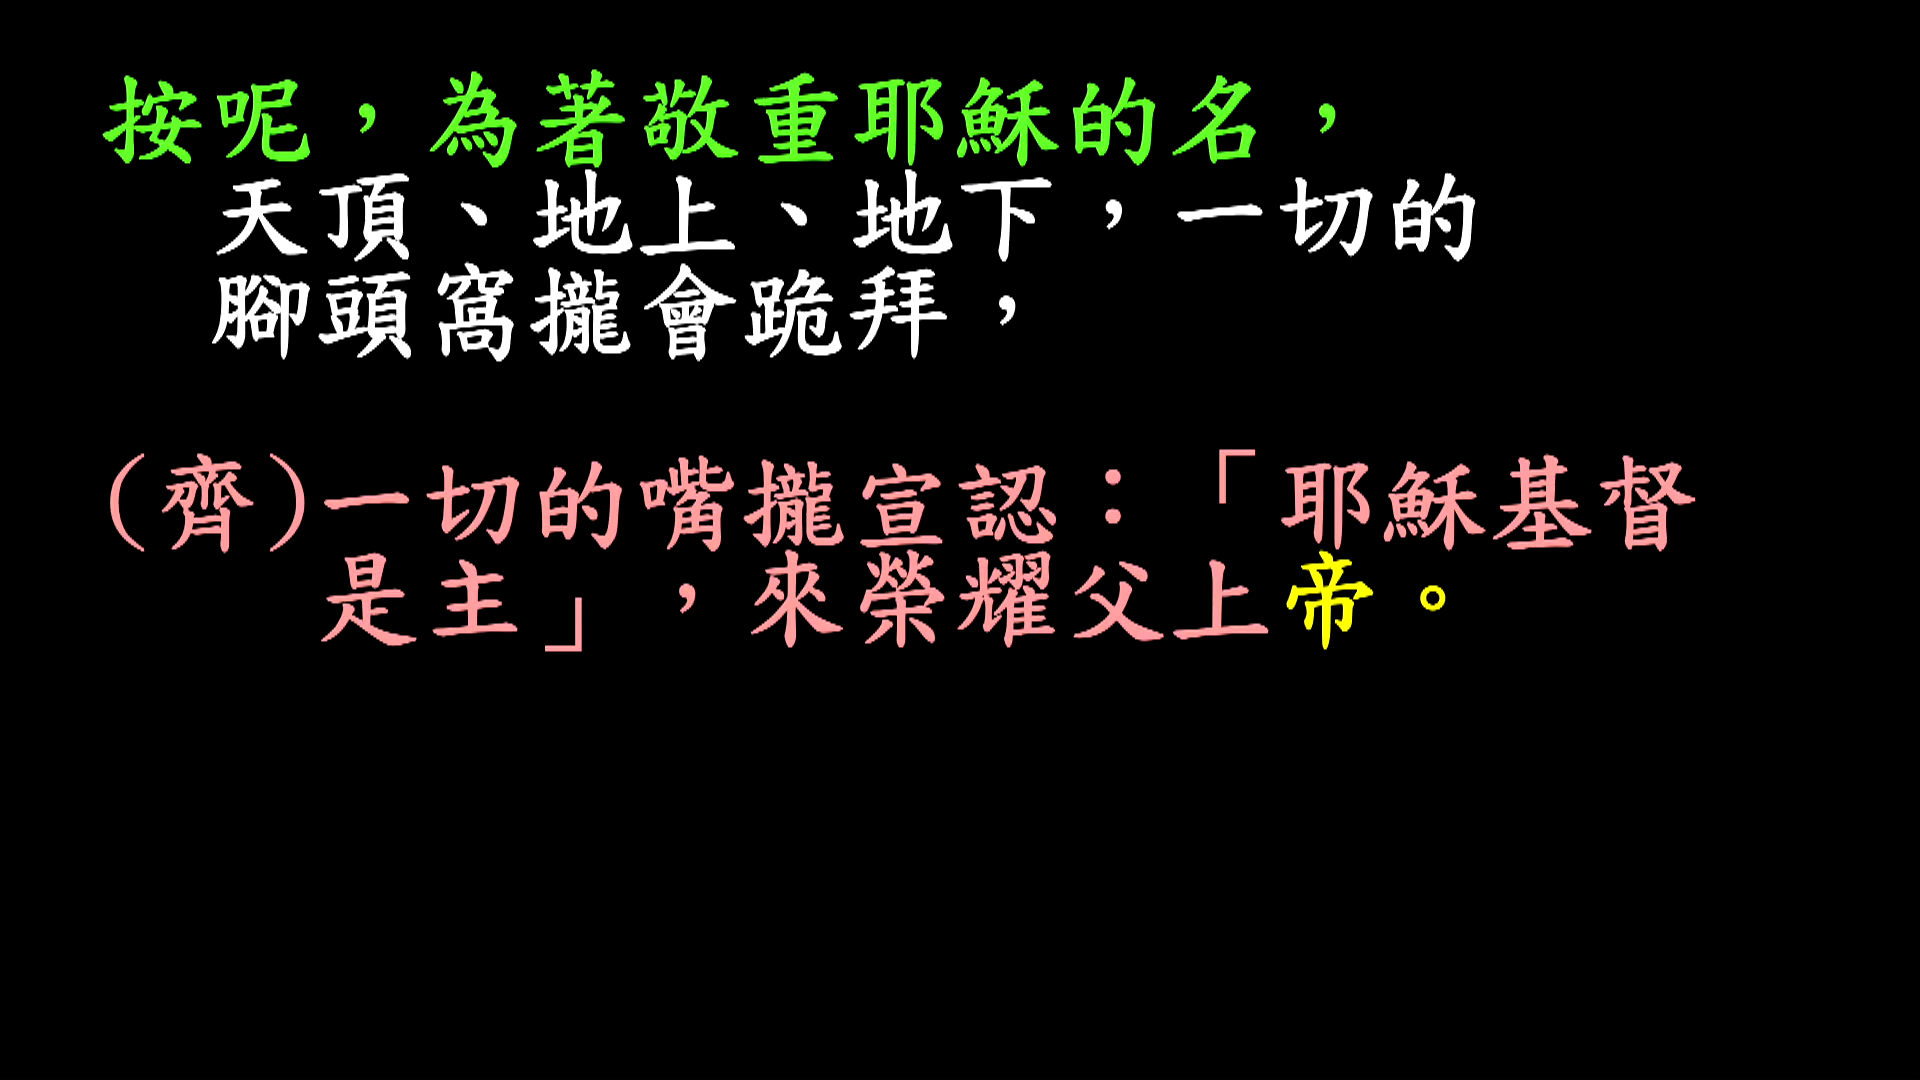 按呢，為著敬重耶穌的名，
天頂、地上、地下，一切的
腳頭窩攏會跪拜，
(齊)一切的嘴攏宣認：「耶穌基督
是主」，來榮耀父上帝。